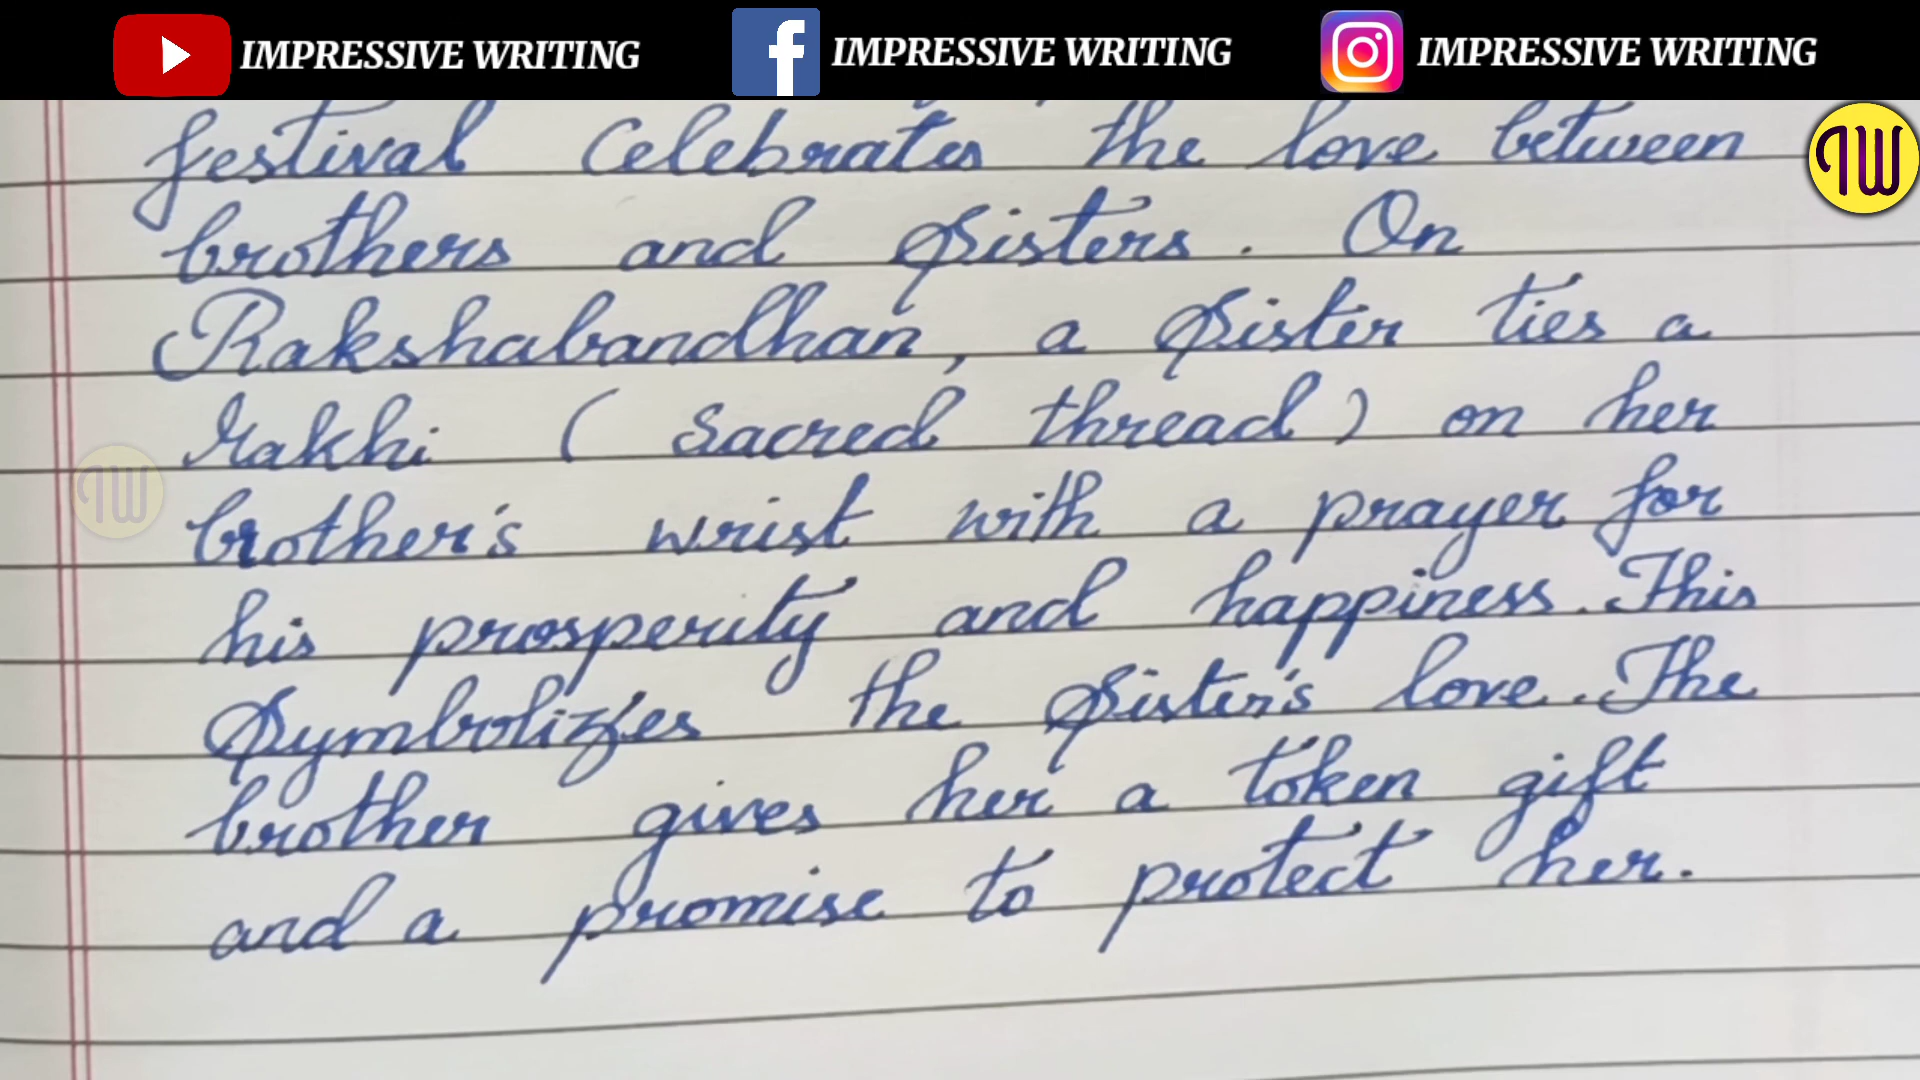 IMPRESSIVE WRITING IMPRESSIVE WRITING IMPRESSIVE WRITING
IW
festival celebrates the love between
brothers and sisters. On
Rakshabandhan, a sister ties a
rakhi (sacred thread) on her
IW
brother's wrist with a prayer for
his prosperity and happiness. This
symbolizes the sister's love. The
brother gives her a token gift
and a promise to protect her.